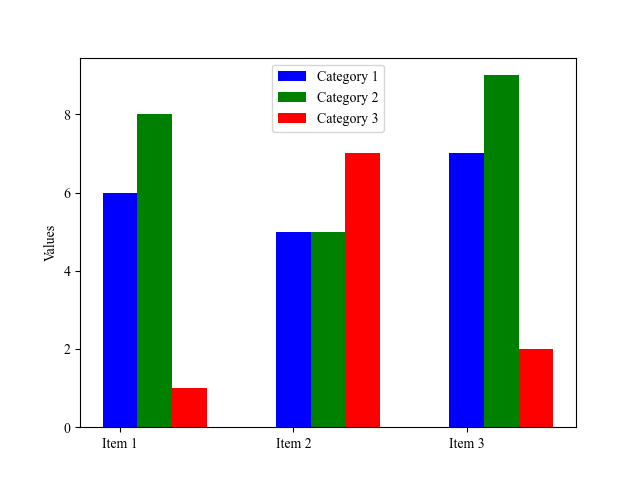 Category 1
Category 2
Category 3
8
6
4
2
0
Values
Item 1
Item 2
Item 3